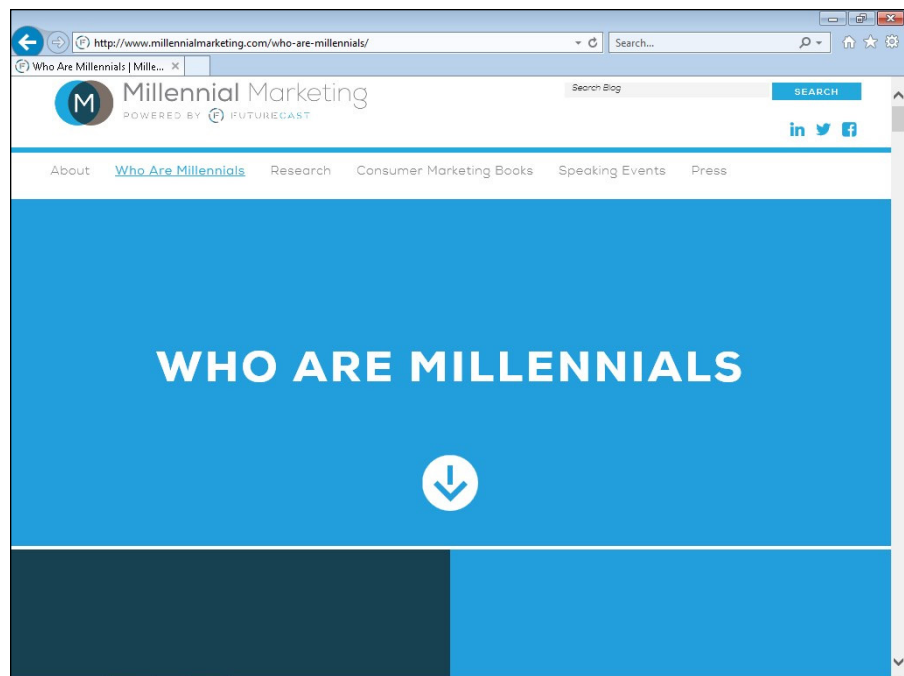 http://www.millennialmarketing.com/who-are-millennials/
Search...
Who Are Millennials | Mille...
M
Millennial Marketing
POWERED BY F FUTURECAST
Search Blog
SEARCH
in
About Who Are Millennials Research Consumer Marketing Books Speaking Events Press
WHO ARE MILLENNIALS